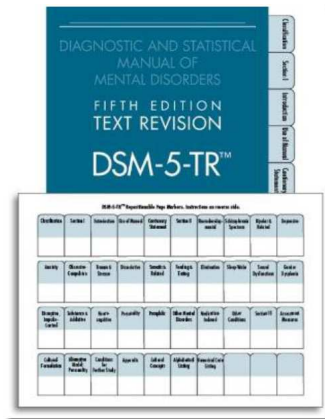 DIAGNOSTIC AND STATISTICAL
MANUAL OF
MENTAL DISORDERS
FIFTH EDITION
TEXT REVISION
DSM-5-TR™
Classification
Section I
Introduction
Use of Manual
Cautionary
Statement
DSM-5-TR™ Repositionable Page Markers. Instructions on reverse side.
Classification Section I Introduction Use of Manual Cautionary Statement Section II Neurodevelop-mental Schizophrenia Spectrum Bipolar & Related Depressive
Anxiety Obsessive-Compulsive Trauma & Stressor Dissociative Somatic & Related Feeding & Eating Elimination Sleep-Wake Sexual Dysfunctions Gender Dysphoria
Disruptive, Impulse-Control Substance & Addictive Neuro-cognitive Personality Paraphilic Other Mental Disorders Medication-Induced Other Conditions Section III Assessment Measures
Cultural Formulation Alternative Model, Personality Conditions for Further Study Appendix Cultural Concepts Alphabetical Listing Numerical Code Listing